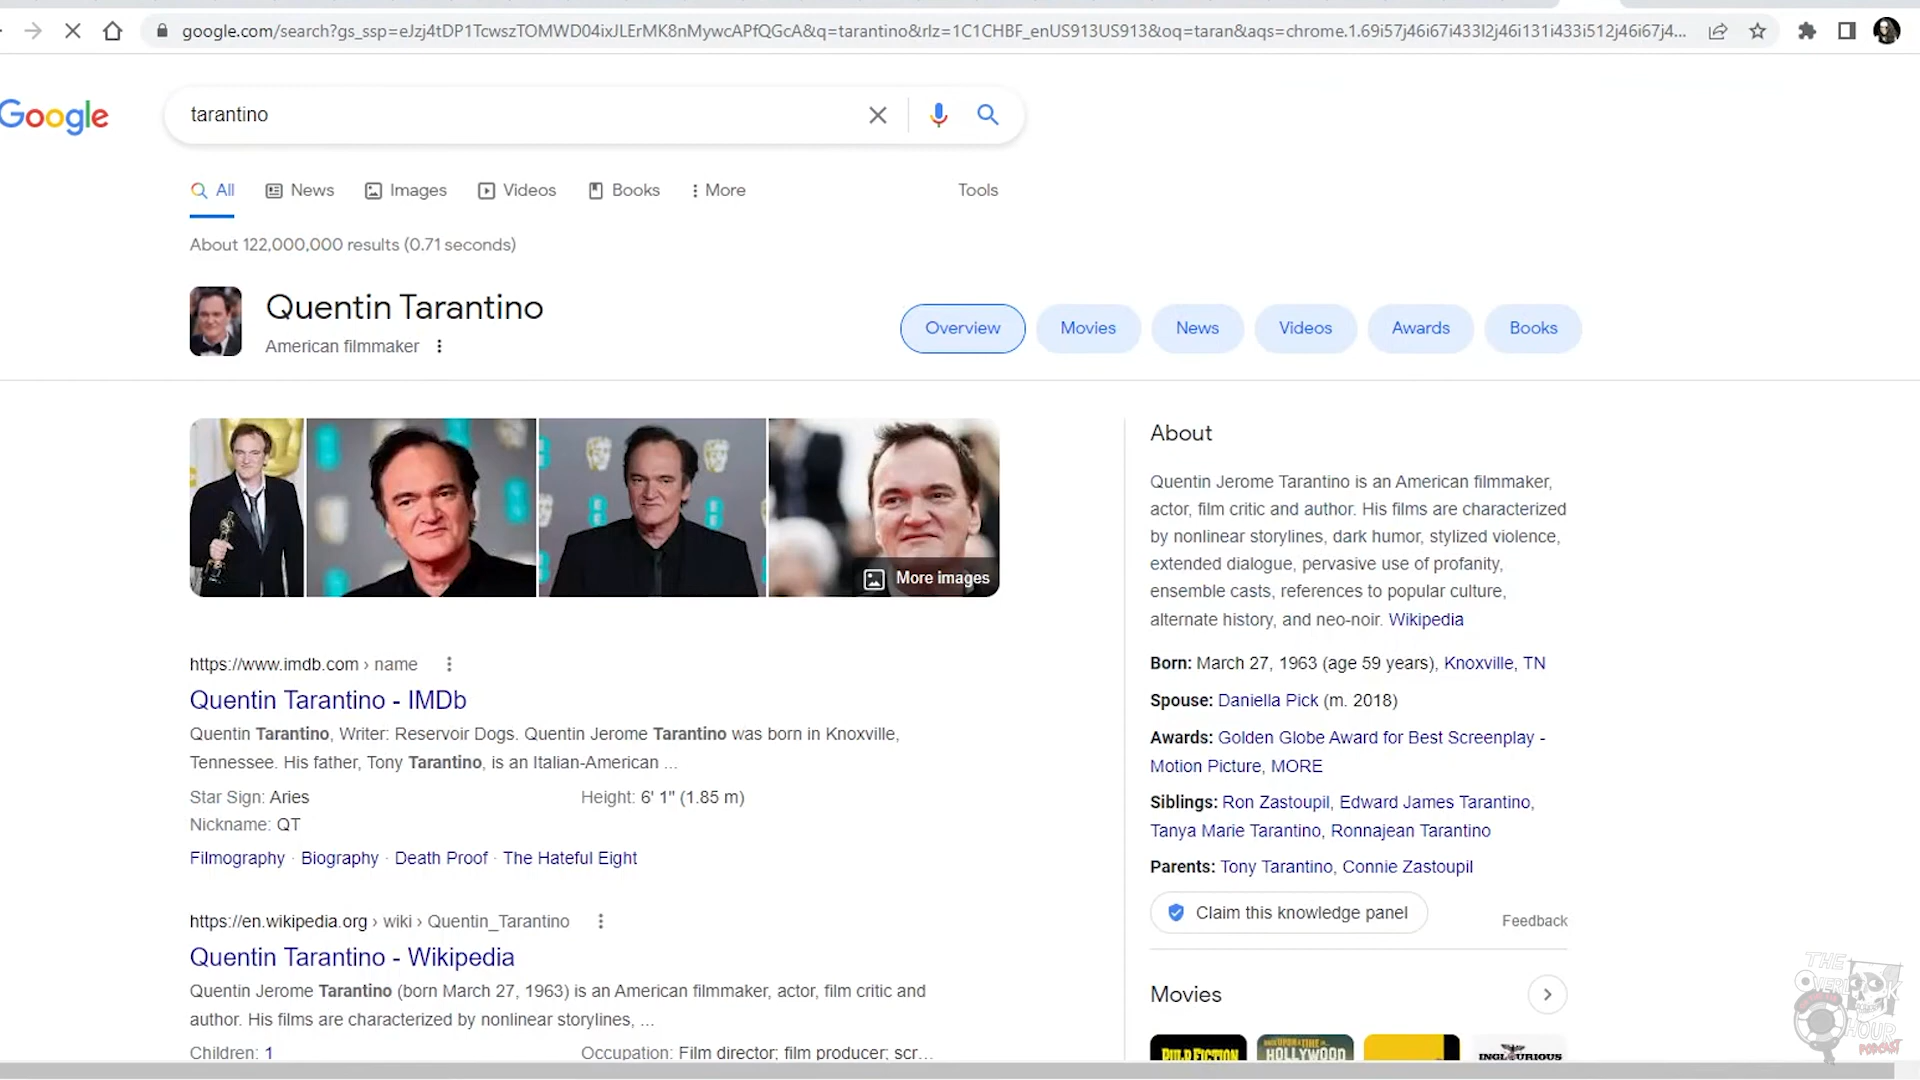 google.com/search?gs_ssp=eJzj4tDP1TcwszTOMWD04ixJLErMK8nMywcAPfQGcA&q=tarantino&rlz=1C1CHBF_enUS913US913&oq=taran&aqs=chrome.1.69i57j46i67i433l2j46i131i433i512j46i67j4...
Google
tarantino
All
News
Images
Videos
Books
More
Tools
About 122,000,000 results (0.71 seconds)
Quentin Tarantino
American filmmaker
Overview
Movies
News
Videos
Awards
Books
More images
https://www.imdb.com › name
Quentin Tarantino - IMDb
Quentin Tarantino, Writer: Reservoir Dogs. Quentin Jerome Tarantino was born in Knoxville,
Tennessee. His father, Tony Tarantino, is an Italian-American ...
Star Sign: Aries
Height: 6' 1" (1.85 m)
Nickname: QT
Filmography · Biography · Death Proof · The Hateful Eight
https://en.wikipedia.org › wiki › Quentin_Tarantino
Quentin Tarantino - Wikipedia
Quentin Jerome Tarantino (born March 27, 1963) is an American filmmaker, actor, film critic and
author. His films are characterized by nonlinear storylines, ...
Children: 1
Occupation: Film director; film producer; scr...
About
Quentin Jerome Tarantino is an American filmmaker,
actor, film critic and author. His films are characterized
by nonlinear storylines, dark humor, stylized violence,
extended dialogue, pervasive use of profanity,
ensemble casts, references to popular culture,
alternate history, and neo-noir. Wikipedia
Born: March 27, 1963 (age 59 years), Knoxville, TN
Spouse: Daniella Pick (m. 2018)
Awards: Golden Globe Award for Best Screenplay -
Motion Picture, MORE
Siblings: Ron Zastoupil, Edward James Tarantino,
Tanya Marie Tarantino, Ronnajean Tarantino
Parents: Tony Tarantino, Connie Zastoupil
Claim this knowledge panel
Feedback
Movies
PULP FICTION
HOLLYWOOD
INGLOURIOUS
THE
OVERLOOK
HOUR
PODCAST